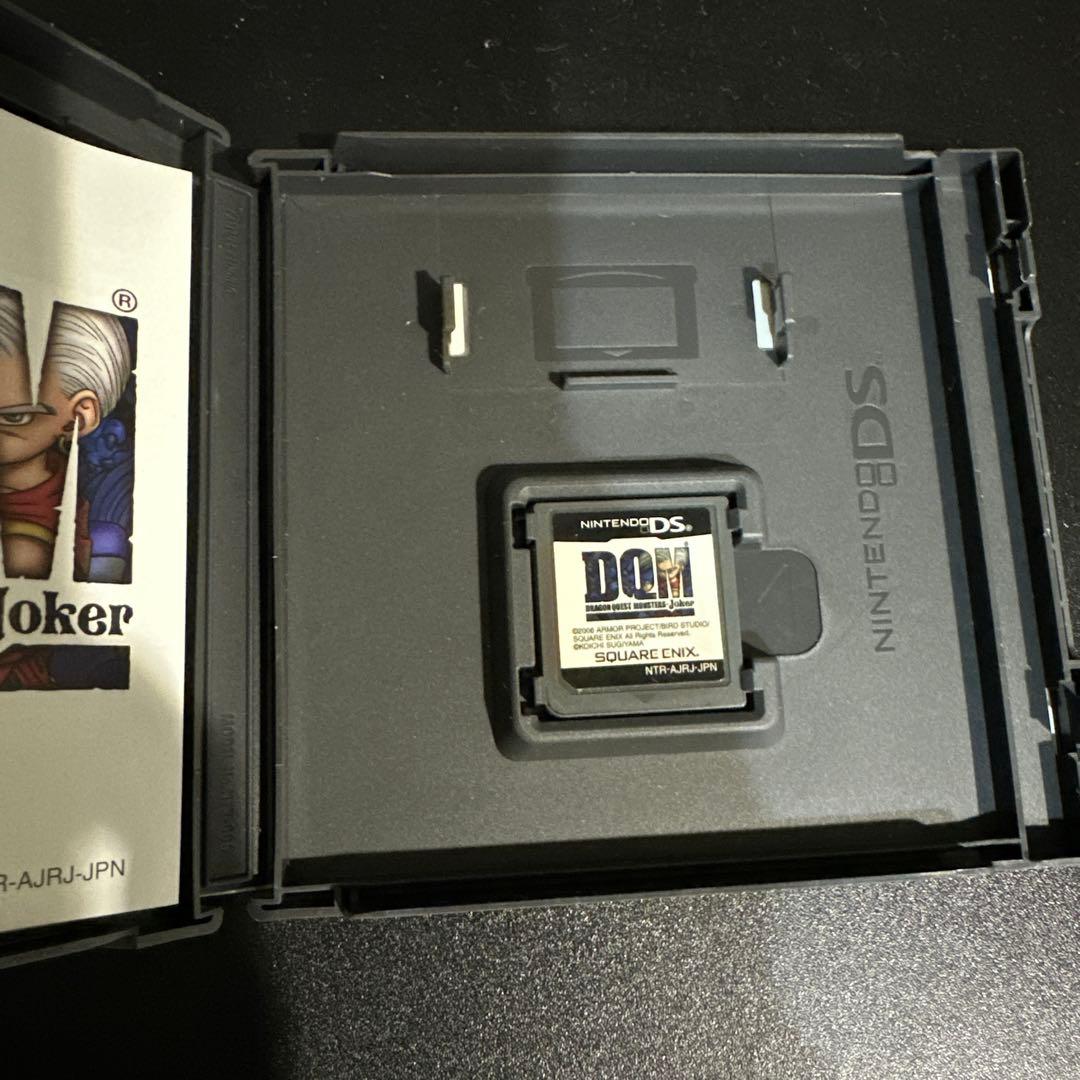 ®
Joker
R-AJRJ-JPN
NINTENDO DS
NINTENDO DS®
DQM
DRAGON QUEST MONSTERS Joker
©2006 ARMOR PROJECT/BIRD STUDIO/
SQUARE ENIX All Rights Reserved.
©KOICHI SUGIYAMA
SQUARE ENIX.
NTR-AJRJ-JPN